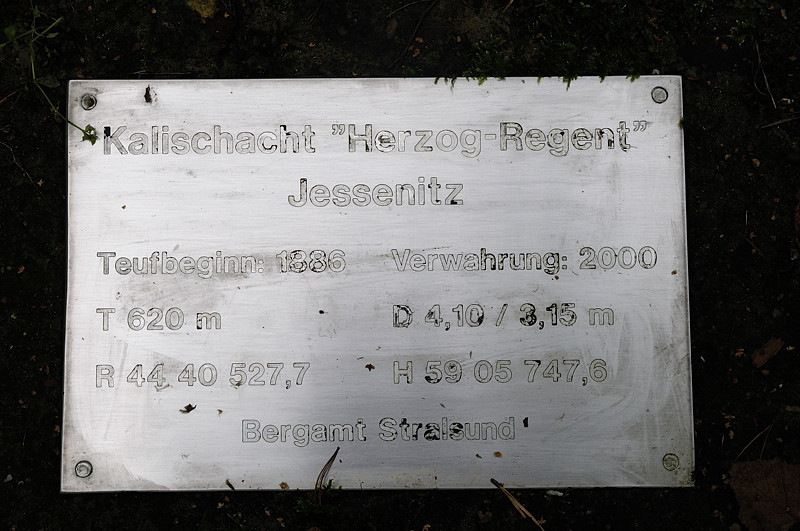 Kalischacht "Herzog-Regent"
Jessenitz
Teufbeginn: 1886 Verwahrung: 2000
T 620 m D 4,10 / 3,15 m
R 44 40 527,7 H 59 05 747,6
Bergamt Stralsund